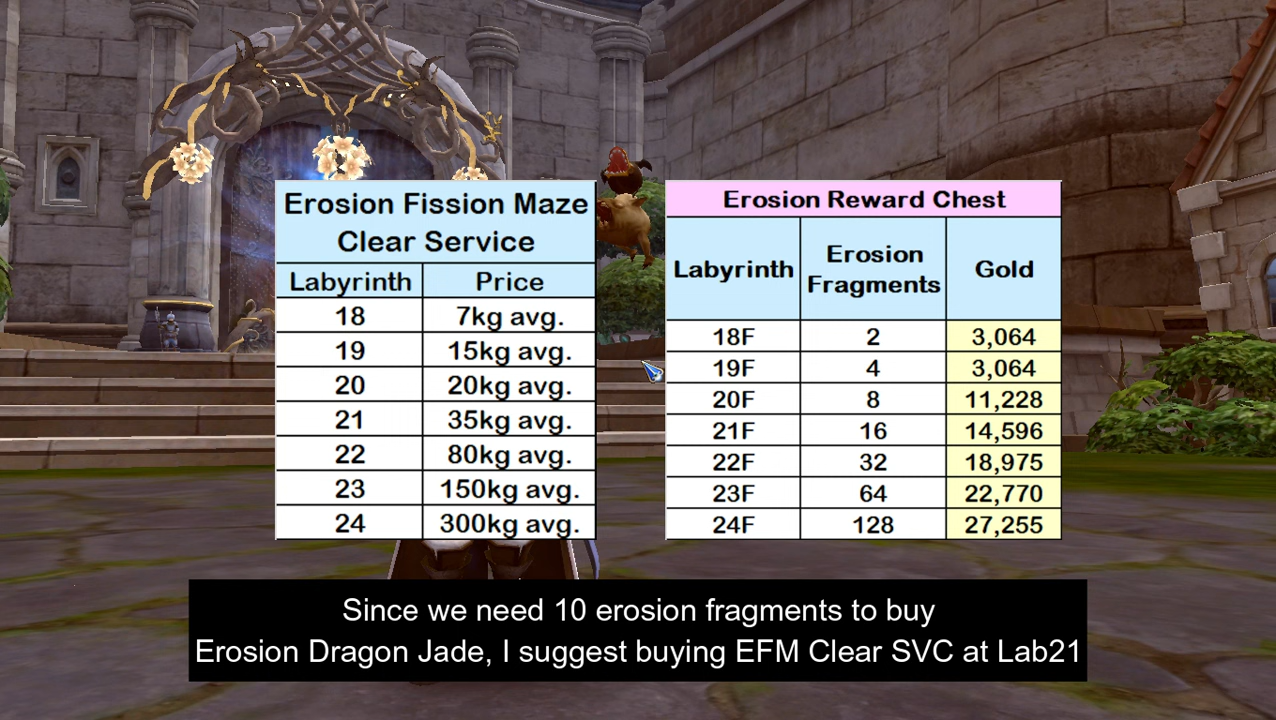 Erosion Fission Maze
Clear Service
Labyrinth Price
18 7kg avg.
19 15kg avg.
20 20kg avg.
21 35kg avg.
22 80kg avg.
23 150kg avg.
24 300kg avg.
Erosion Reward Chest
Labyrinth Erosion Fragments Gold
18F 2 3,064
19F 4 3,064
20F 8 11,228
21F 16 14,596
22F 32 18,975
23F 64 22,770
24F 128 27,255
Since we need 10 erosion fragments to buy
Erosion Dragon Jade, I suggest buying EFM Clear SVC at Lab21